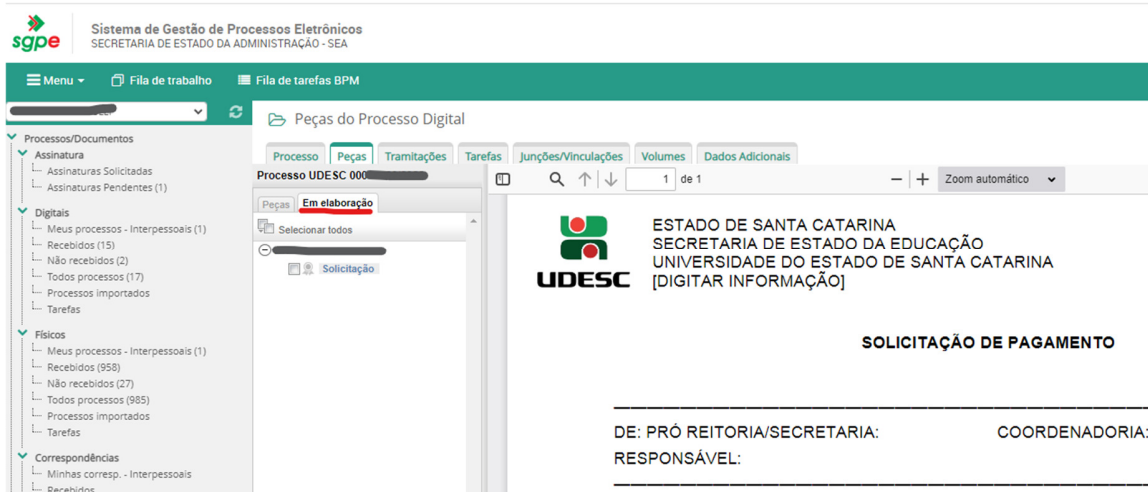 sgpe
Sistema de Gestão de Processos Eletrônicos
SECRETARIA DE ESTADO DA ADMINISTRAÇÃO - SEA
Menu
Fila de trabalho
Fila de tarefas BPM
Processos/Documentos
Assinatura
Assinaturas Solicitadas
Assinaturas Pendentes (1)
Digitais
Meus processos - Interpessoais (1)
Recebidos (15)
Não recebidos (2)
Todos processos (17)
Processos importados
Tarefas
Físicos
Meus processos - Interpessoais (1)
Recebidos (958)
Não recebidos (27)
Todos processos (985)
Processos importados
Tarefas
Correspondências
Minhas corresp. - Interpessoais
Recebidos
Peças do Processo Digital
Processo Peças Tramitações Tarefas Junções/Vinculações Volumes Dados Adicionais
Processo UDESC 000
Peças Em elaboração
Selecionar todos
Solicitação
1 de 1
Zoom automático
UDESC
ESTADO DE SANTA CATARINA
SECRETARIA DE ESTADO DA EDUCAÇÃO
UNIVERSIDADE DO ESTADO DE SANTA CATARINA
[DIGITAR INFORMAÇÃO]
SOLICITAÇÃO DE PAGAMENTO
DE: PRÓ REITORIA/SECRETARIA: COORDENADORIA:
RESPONSÁVEL: